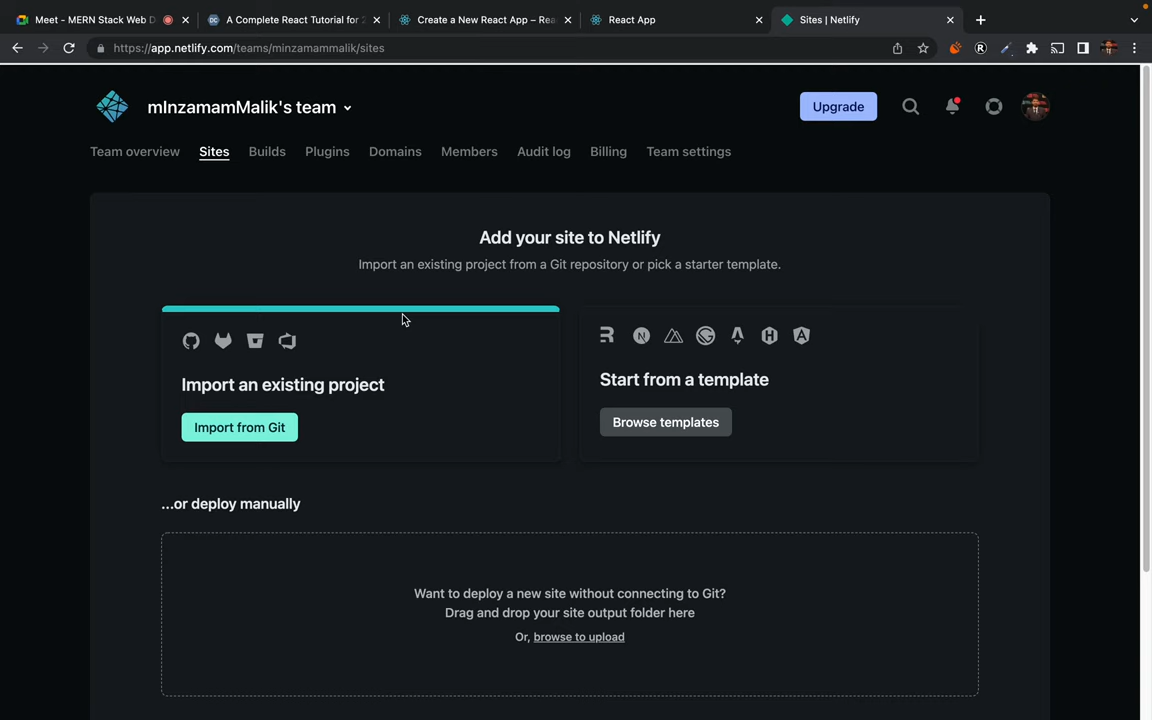 Meet - MERN Stack Web D
A Complete React Tutorial for 2
Create a New React App – Rea
React App
Sites | Netlify
https://app.netlify.com/teams/minzamammalik/sites
mInzamamMalik's team
Upgrade
Team overview Sites Builds Plugins Domains Members Audit log Billing Team settings
Add your site to Netlify
Import an existing project from a Git repository or pick a starter template.
Import an existing project
Import from Git
Start from a template
Browse templates
...or deploy manually
Want to deploy a new site without connecting to Git?
Drag and drop your site output folder here
Or, browse to upload